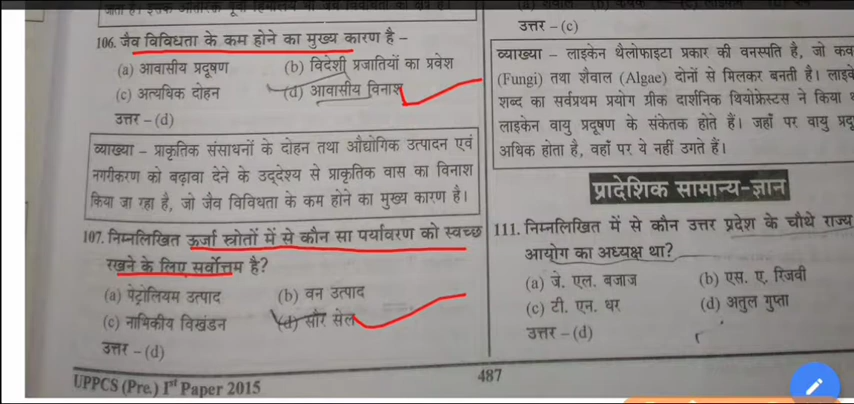 106. जैव विविधता के कम होने का मुख्य कारण है –
(a) आवासीय प्रदूषण (b) विदेशी प्रजातियों का प्रवेश
(c) अत्यधिक दोहन (d) आवासीय विनाश
उत्तर – (d)
व्याख्या – प्राकृतिक संसाधनों के दोहन तथा औद्योगिक उत्पादन एवं
नगरीकरण को बढ़ावा देने के उद्देश्य से प्राकृतिक वास का विनाश
किया जा रहा है, जो जैव विविधता के कम होने का मुख्य कारण है।
107. निम्नलिखित ऊर्जा स्त्रोतों में से कौन सा पर्यावरण को स्वच्छ
रखने के लिए सर्वोत्तम है?
(a) पेट्रोलियम उत्पाद (b) वन उत्पाद
(c) नाभिकीय विखंडन (d) सौर सेल
उत्तर – (d)
UPPCS (Pre.) Ist Paper 2015
487
उत्तर – (c)
व्याख्या – लाइकेन थैलोफाइटा प्रकार की वनस्पति है, जो कव
(Fungi) तथा शैवाल (Algae) दोनों से मिलकर बनती है। लाइके
शब्द का सर्वप्रथम प्रयोग ग्रीक दार्शनिक थियोफ्रेस्टस ने किया
लाइकेन वायु प्रदूषण के संकेतक होते हैं। जहाँ पर वायु प्रदू
अधिक होता है, वहाँ पर ये नहीं उगते हैं।
प्रादेशिक सामान्य-ज्ञान
111. निम्नलिखित में से कौन उत्तर प्रदेश के चौथे राज्य
आयोग का अध्यक्ष था?
(a) जे. एल. बजाज (b) एस. ए. रिजवी
(c) टी. एन. धर (d) अतुल गुप्ता
उत्तर – (d)